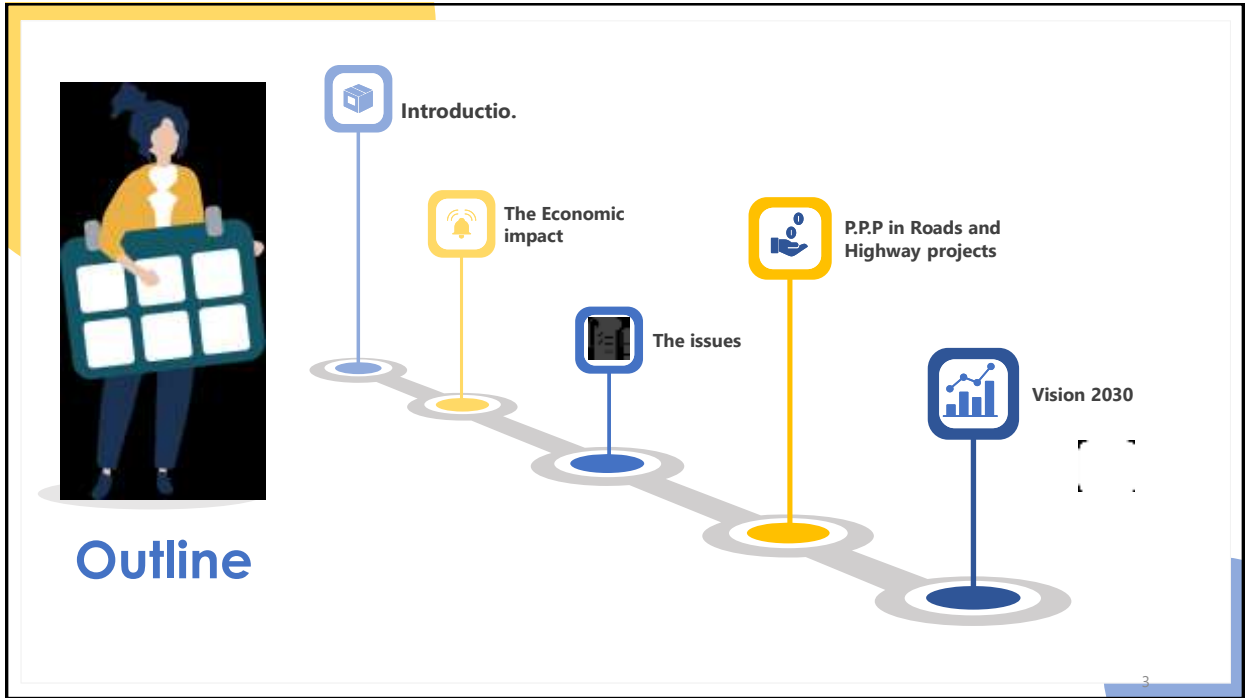 Introductio.
The Economic
impact
The issues
P.P.P in Roads and
Highway projects
Vision 2030
Outline
3